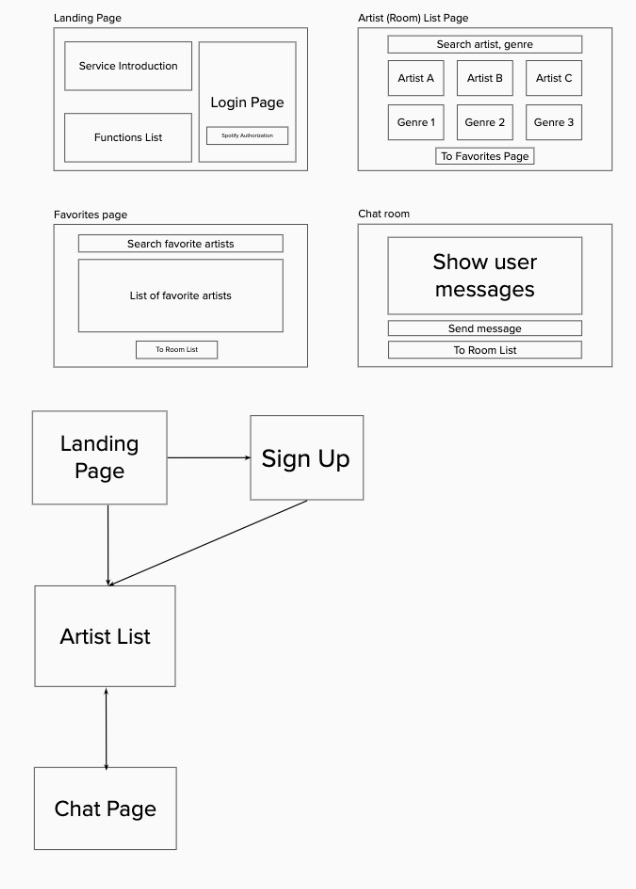 Landing Page
Service Introduction
Functions List
Login Page
Spotify Authorization
Artist (Room) List Page
Search artist, genre
Artist A
Artist B
Artist C
Genre 1
Genre 2
Genre 3
To Favorites Page
Favorites page
Search favorite artists
List of favorite artists
To Room List
Chat room
Show user
messages
Send message
To Room List
Landing
Page
Sign Up
Artist List
Chat Page